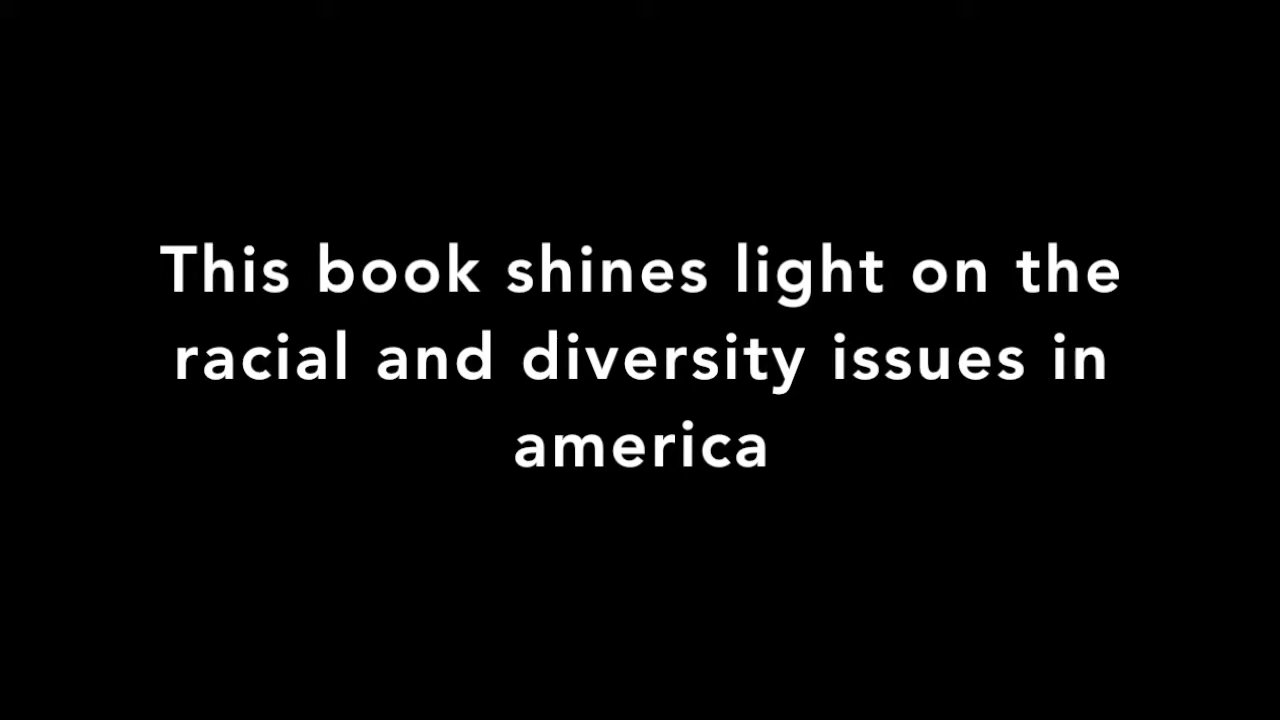 This book shines light on the
racial and diversity issues in
america